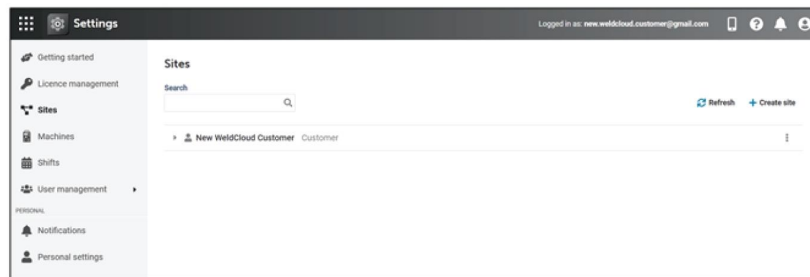 Settings
Logged in as: new.weldcloud.customer@gmail.com
Getting started
Licence management
Sites
Machines
Shifts
User management
PERSONAL
Notifications
Personal settings
Sites
Search
Refresh
Create site
New WeldCloud Customer Customer